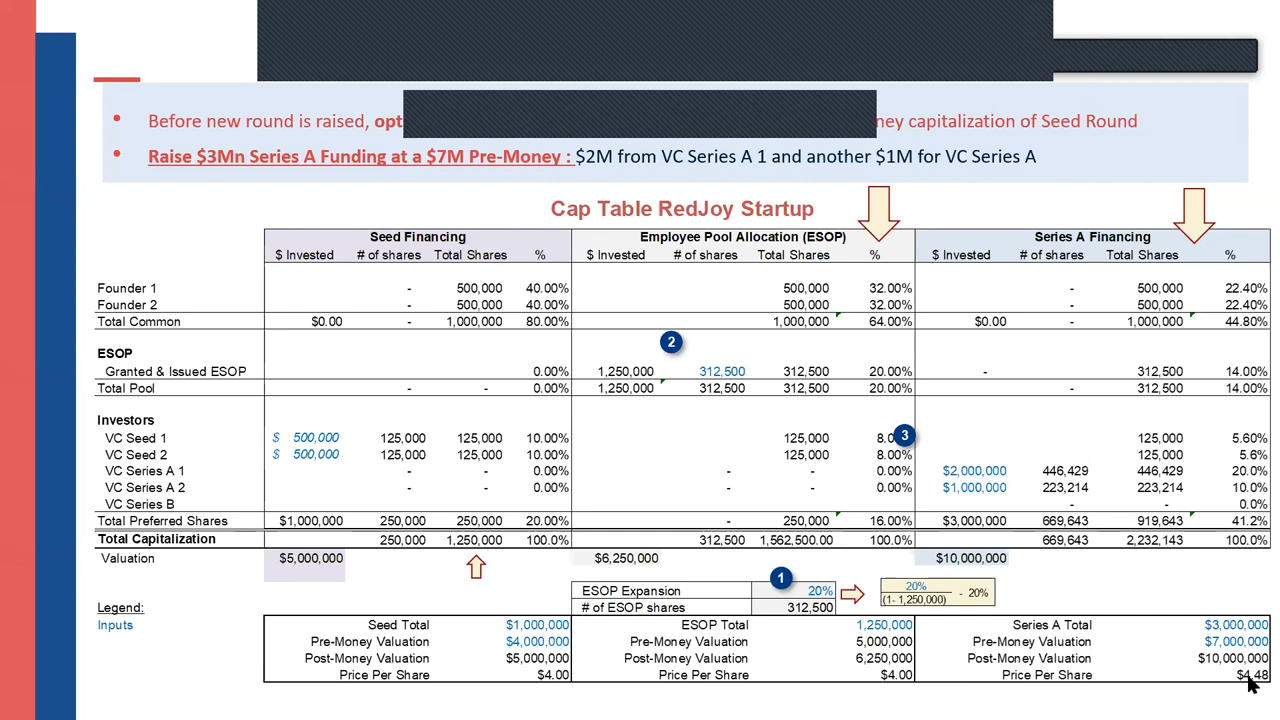 • Before new round is raised, opt ney capitalization of Seed Round
• Raise $3Mn Series A Funding at a $7M Pre-Money : $2M from VC Series A 1 and another $1M for VC Series A
Cap Table RedJoy Startup
Seed Financing Employee Pool Allocation (ESOP) Series A Financing
$ Invested # of shares Total Shares % $ Invested # of shares Total Shares % $ Invested # of shares Total Shares %
Founder 1 - 500,000 40.00% 500,000 32.00% - 500,000 22.40%
Founder 2 - 500,000 40.00% 500,000 32.00% - 500,000 22.40%
Total Common $0.00 - 1,000,000 80.00% 1,000,000 64.00% $0.00 - 1,000,000 44.80%
2
ESOP
Granted & Issued ESOP 0.00% 1,250,000 312,500 312,500 20.00% - 312,500 14.00%
Total Pool - - 0.00% 1,250,000 312,500 312,500 20.00% - 312,500 14.00%
Investors
VC Seed 1 $ 500,000 125,000 125,000 10.00% 125,000 8.0 3 125,000 5.60%
VC Seed 2 $ 500,000 125,000 125,000 10.00% 125,000 8.00% 125,000 5.6%
VC Series A 1 - - 0.00% - - 0.00% $2,000,000 446,429 446,429 20.0%
VC Series A 2 - - 0.00% - - 0.00% $1,000,000 223,214 223,214 10.0%
VC Series B - - 0.0%
Total Preferred Shares $1,000,000 250,000 250,000 20.00% - 250,000 16.00% $3,000,000 669,643 919,643 41.2%
Total Capitalization 250,000 1,250,000 100.0% 312,500 1,562,500.00 100.0% 669,643 2,232,143 100.0%
Valuation $5,000,000 $6,250,000 $10,000,000
1
ESOP Expansion 20% 20% / (1- 1,250,000) - 20%
# of ESOP shares 312,500
Legend:
Inputs Seed Total $1,000,000 ESOP Total 1,250,000 Series A Total $3,000,000
Pre-Money Valuation $4,000,000 Pre-Money Valuation 5,000,000 Pre-Money Valuation $7,000,000
Post-Money Valuation $5,000,000 Post-Money Valuation 6,250,000 Post-Money Valuation $10,000,000
Price Per Share $4.00 Price Per Share $4.00 Price Per Share $4.48